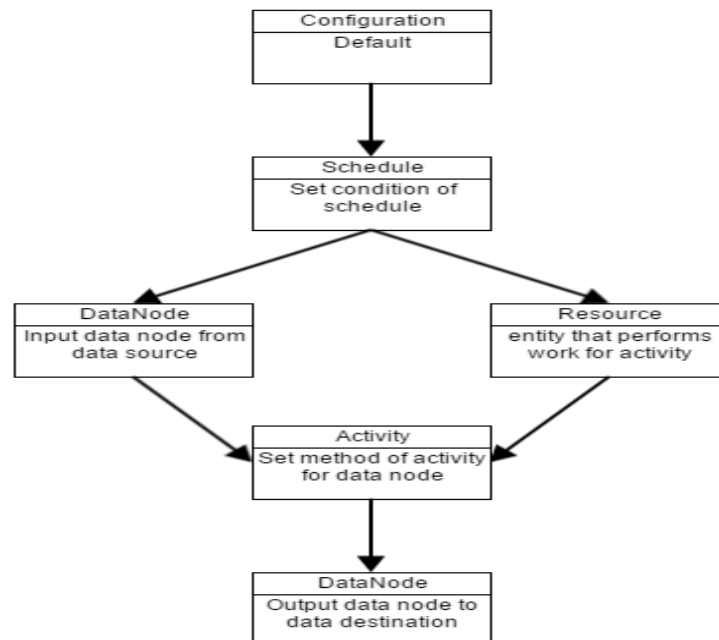 Configuration
Default
Schedule
Set condition of
schedule
DataNode
Input data node from
data source
Resource
entity that performs
work for activity
Activity
Set method of activity
for data node
DataNode
Output data node to
data destination